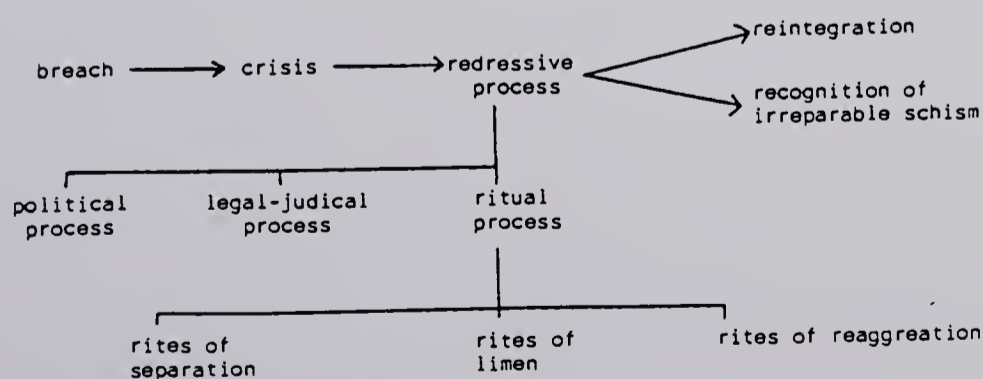 breach
crisis
redressive
process
reintegration
recognition of
irreparable schism
political
process
legal-judical
process
ritual
process
rites of
separation
rites of
limen
rites of reaggreation